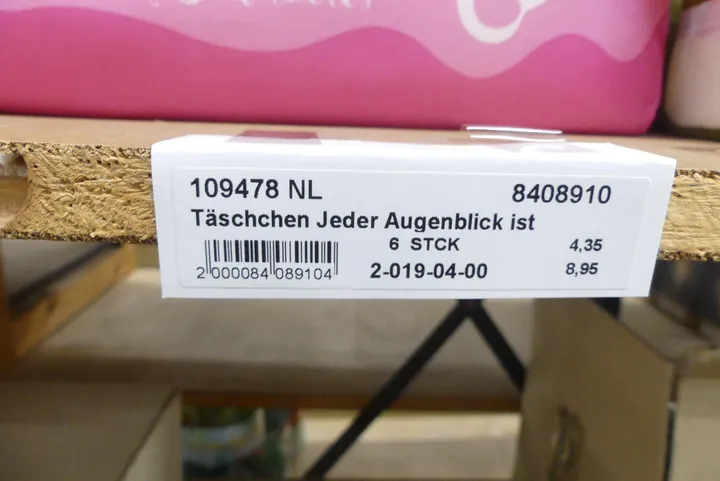 109478 NL 8408910
Täschchen Jeder Augenblick ist
6 STCK 4,35
2 000084 089104 2-019-04-00 8,95